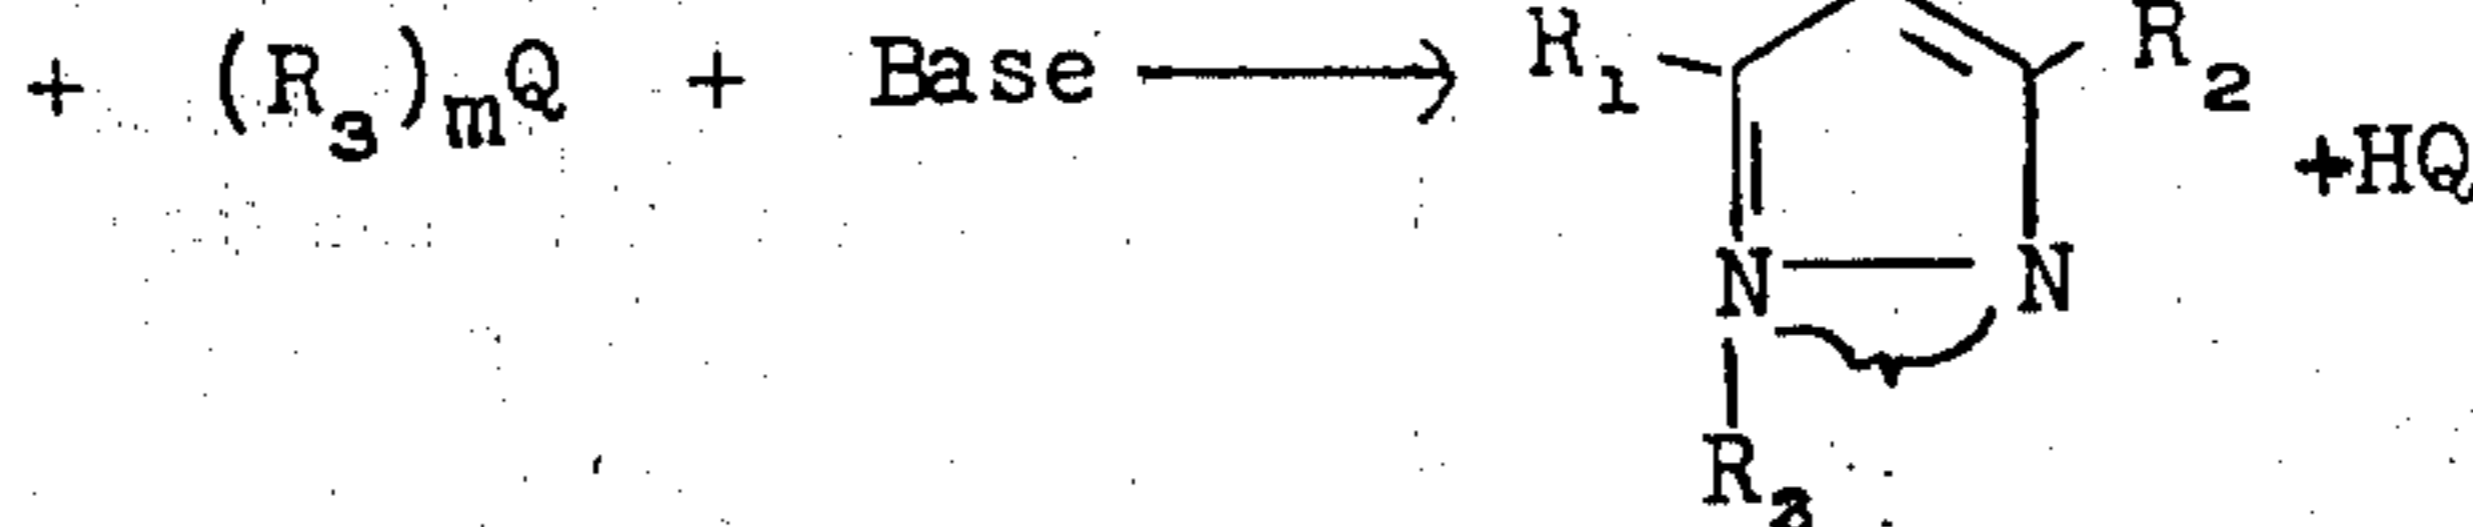 + (R₃)ₘQ + Base → R₁ R₂
+HQ
N — N
R₃